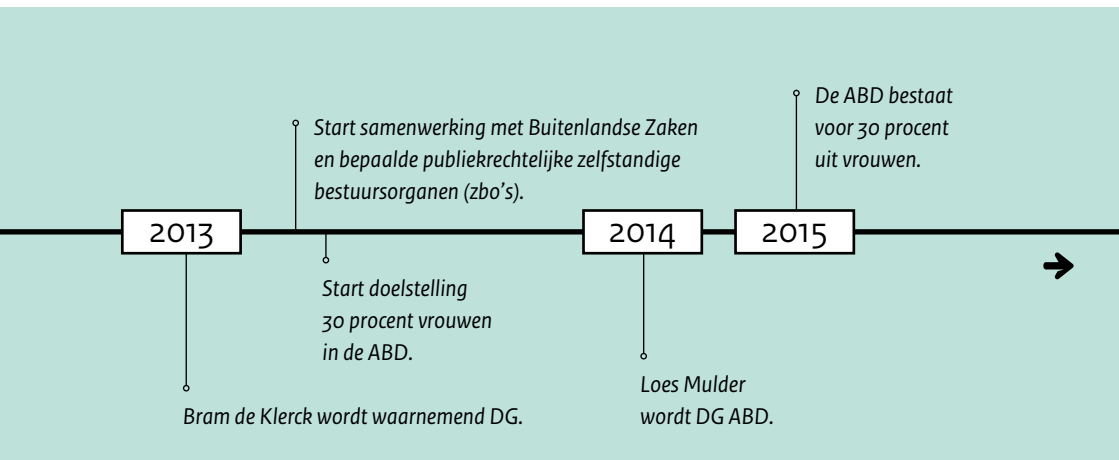 2013
Bram de Klerck wordt waarnemend DG.
Start samenwerking met Buitenlandse Zaken
en bepaalde publiekrechtelijke zelfstandige
bestuursorganen (zbo's).
Start doelstelling
30 procent vrouwen
in de ABD.
2014
Loes Mulder
wordt DG ABD.
2015
De ABD bestaat
voor 30 procent
uit vrouwen.